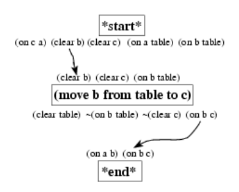 *start*
(on c a) (clear b) (clear c) (on a table) (on b table)
(clear b) (clear c) (on b table)
(move b from table to c)
(clear table) ~(on b table) ~(clear c) (on b c)
(on a b) (on b c)
*end*